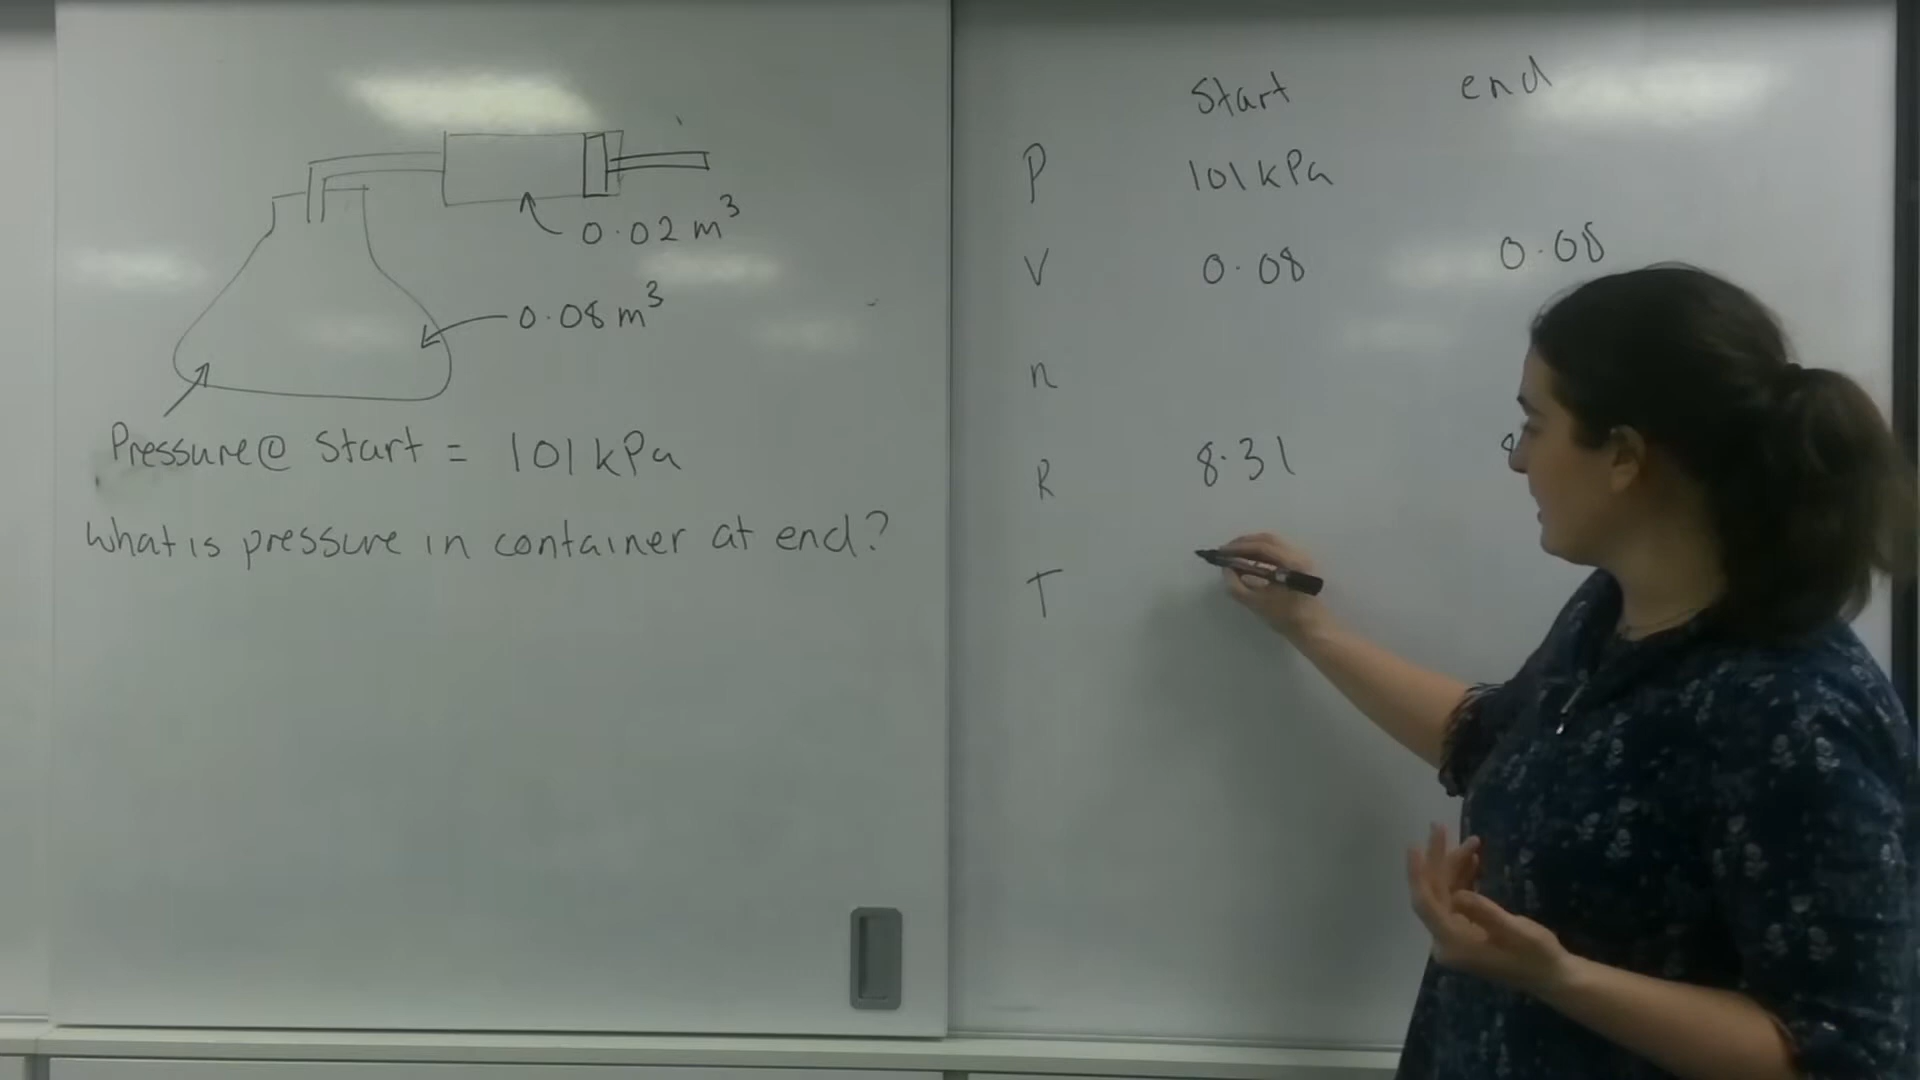 0.02 m³
0.08 m³
Pressure@ Start = 101 kPa
What is pressure in container at end?
Start end
P 101 kPa
V 0.08 0.08
n
R 8.31 8
T